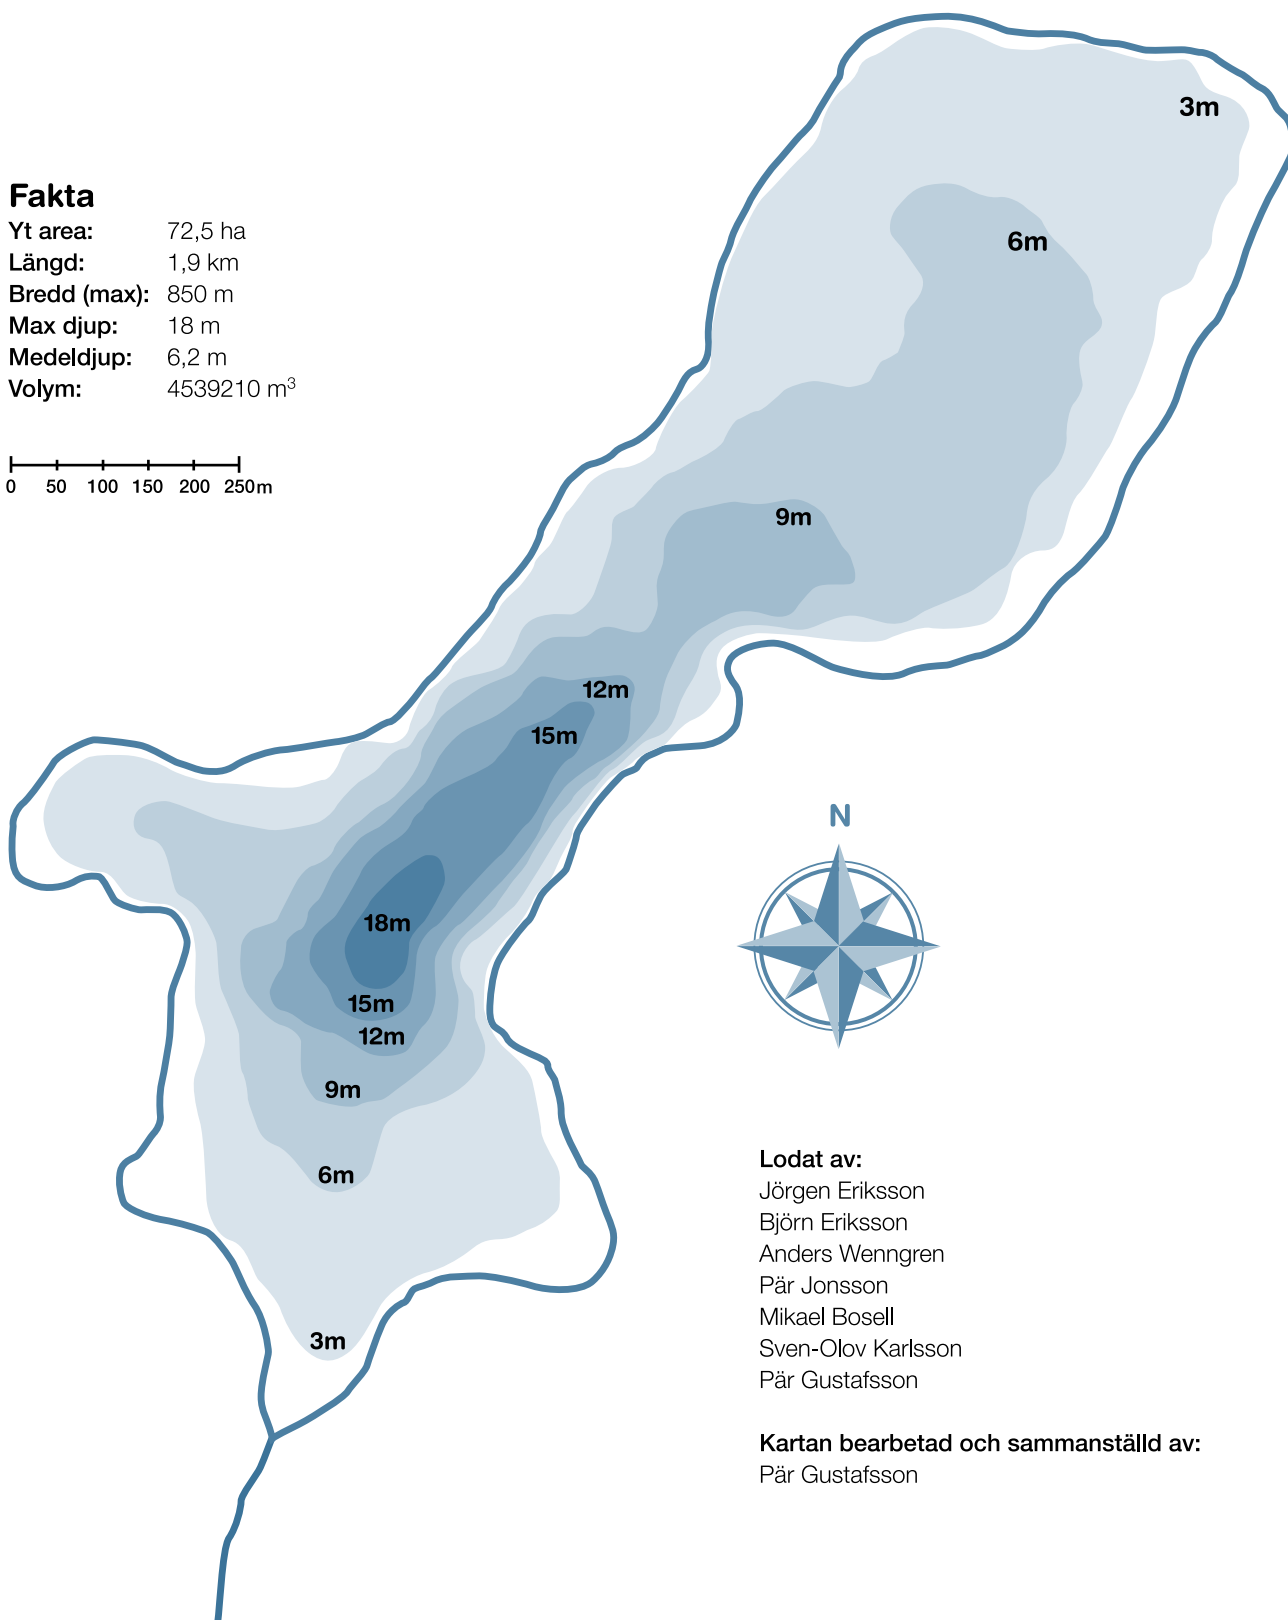 3m
Fakta
Yt area: 72,5 ha
Längd: 1,9 km
Bredd (max): 850 m
Max djup: 18 m
Medeldjup: 6,2 m
Volym: 4539210 m³
6m
0 50 100 150 200 250m
9m
12m
15m
N
18m
15m
12m
9m
6m
3m
Lodat av:
Jörgen Eriksson
Björn Eriksson
Anders Wenngren
Pär Jonsson
Mikael Bosell
Sven-Olov Karlsson
Pär Gustafsson
Kartan bearbetad och sammanställd av:
Pär Gustafsson